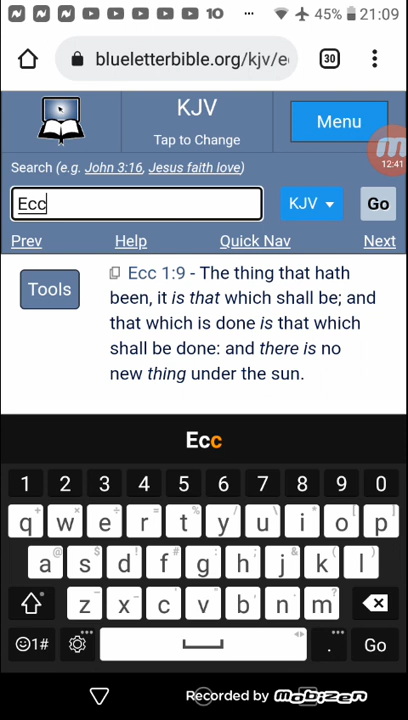 10 ... 45% 21:09
blueletterbible.org/kjv/e
30
KJV
Tap to Change
Menu
12:41
Search (e.g. John 3:16, Jesus faith love)
Ecc
KJV
Go
Prev Help Quick Nav Next
Tools
Ecc 1:9 - The thing that hath
been, it is that which shall be; and
that which is done is that which
shall be done: and there is no
new thing under the sun.
Ecc
1 2 3 4 5 6 7 8 9 0
q w e r t y u i o p
a s d f g h j k l
z x c v b n m
1# . Go
Recorded by mobizen